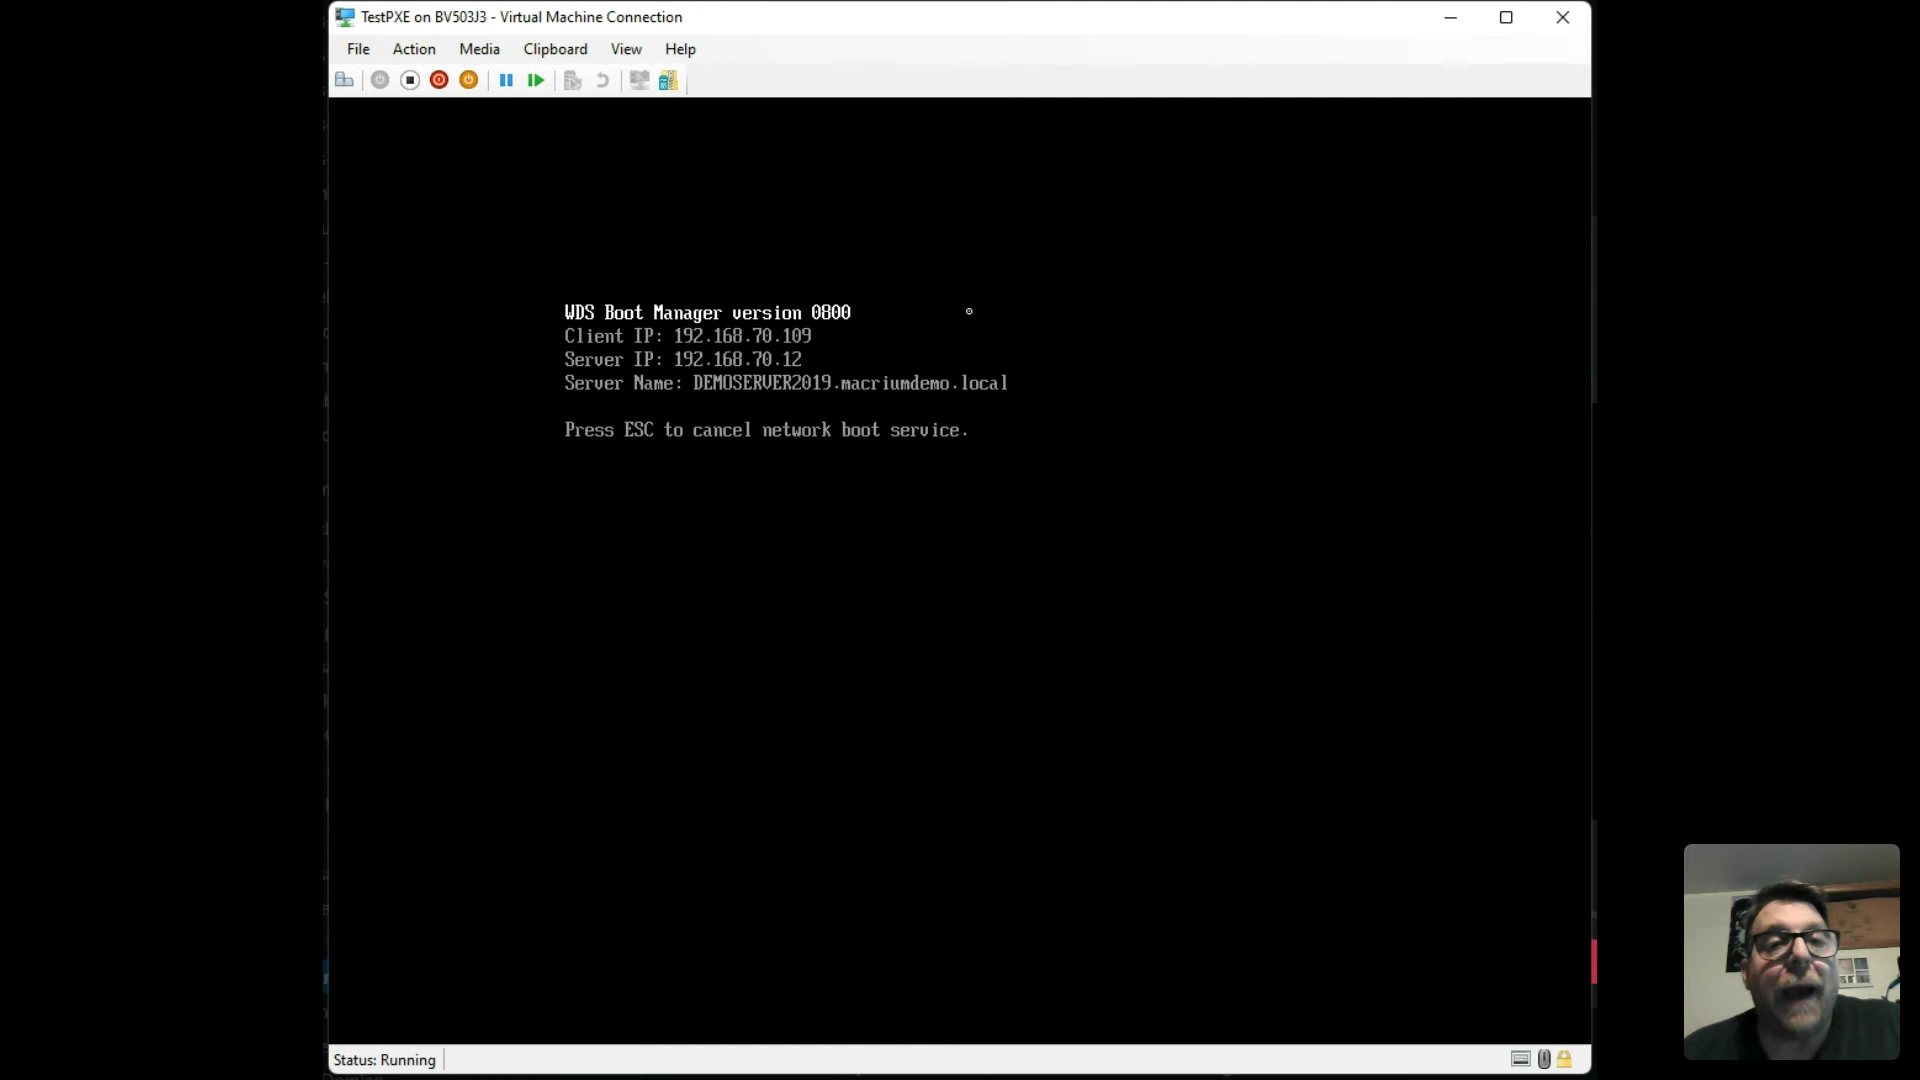 TestPXE on BV503J3 - Virtual Machine Connection
File Action Media Clipboard View Help
WDS Boot Manager version 0800
Client IP: 192.168.70.109
Server IP: 192.168.70.12
Server Name: DEMOSERVER2019.macriumdemo.local
Press ESC to cancel network boot service.
Status: Running